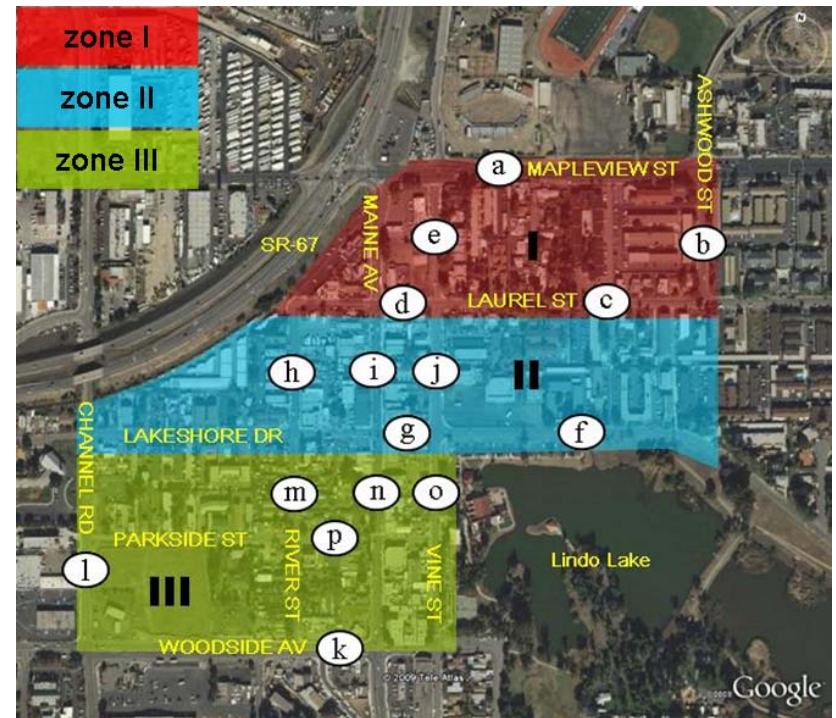 zone I
zone II
zone III
N
ASHWOOD ST
a
MAPLEVIEW ST
MAINE AV
SR-67
e
I
b
d
LAUREL ST
c
h
i
j
II
CHANNEL RD
LAKESHORE DR
g
f
m
n
o
PARKSIDE ST
RIVER ST
p
VINE ST
Lindo Lake
l
III
WOODSIDE AV
k
© 2009 Tele Atlas
Google